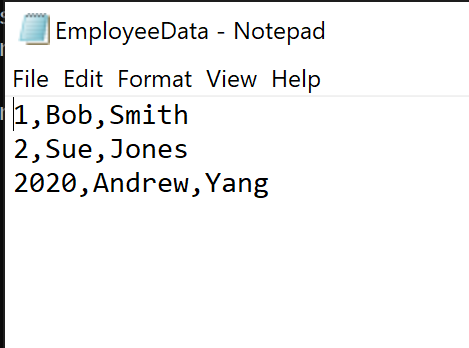 EmployeeData - Notepad
File Edit Format View Help
1,Bob,Smith
2,Sue,Jones
2020,Andrew,Yang